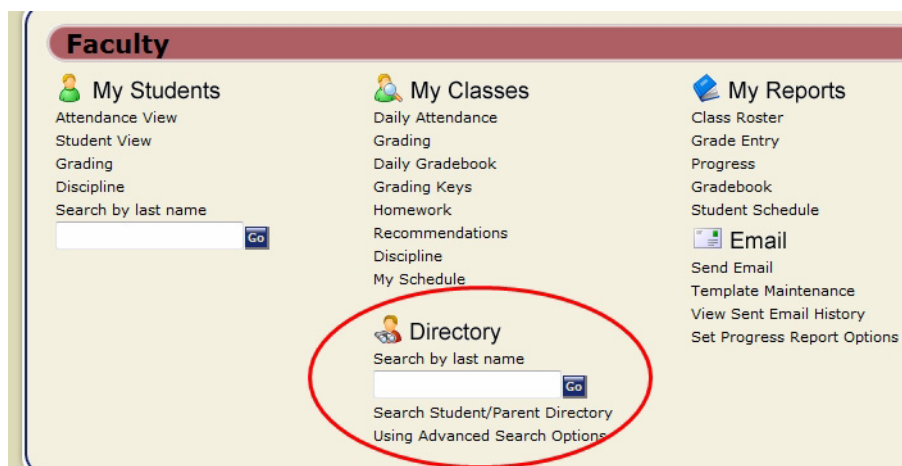 Faculty
My Students
Attendance View
Student View
Grading
Discipline
Search by last name
Go
My Classes
Daily Attendance
Grading
Daily Gradebook
Grading Keys
Homework
Recommendations
Discipline
My Schedule
Directory
Search by last name
Go
Search Student/Parent Directory
Using Advanced Search Options
My Reports
Class Roster
Grade Entry
Progress
Gradebook
Student Schedule
Email
Send Email
Template Maintenance
View Sent Email History
Set Progress Report Options